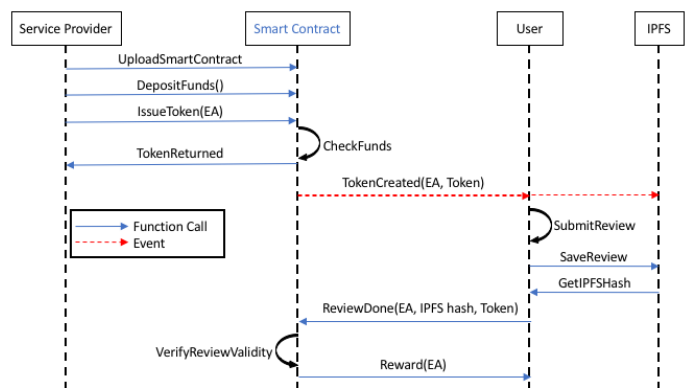 Service Provider
Smart Contract
User
IPFS
UploadSmartContract
DepositFunds()
IssueToken(EA)
CheckFunds
TokenReturned
TokenCreated(EA, Token)
Function Call
Event
SubmitReview
SaveReview
GetIPFSHash
ReviewDone(EA, IPFS hash, Token)
VerifyReviewValidity
Reward(EA)